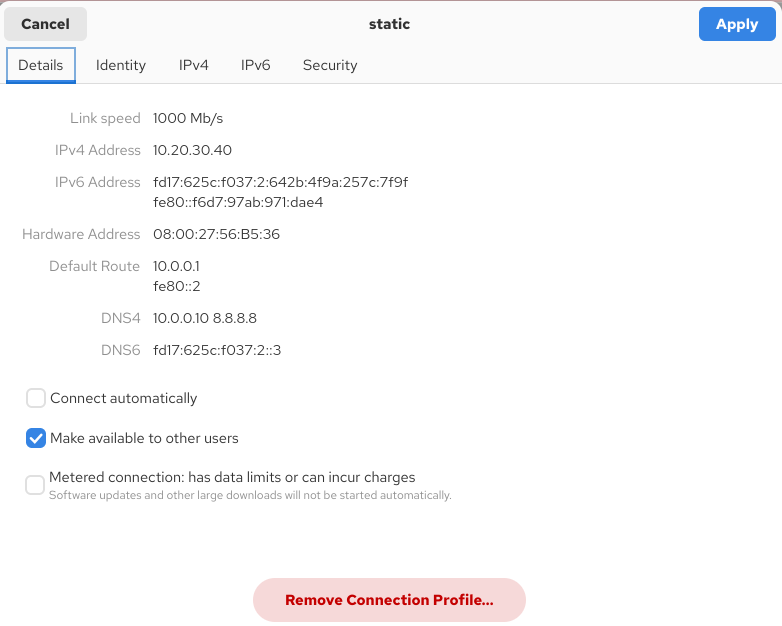 Cancel static Apply
Details Identity IPv4 IPv6 Security
Link speed 1000 Mb/s
IPv4 Address 10.20.30.40
IPv6 Address fd17:625c:f037:2:642b:4f9a:257c:7f9f
fe80::f6d7:97ab:971:dae4
Hardware Address 08:00:27:56:B5:36
Default Route 10.0.0.1
fe80::2
DNS4 10.0.0.10 8.8.8.8
DNS6 fd17:625c:f037:2::3
Connect automatically
Make available to other users
Metered connection: has data limits or can incur charges
Software updates and other large downloads will not be started automatically.
Remove Connection Profile...